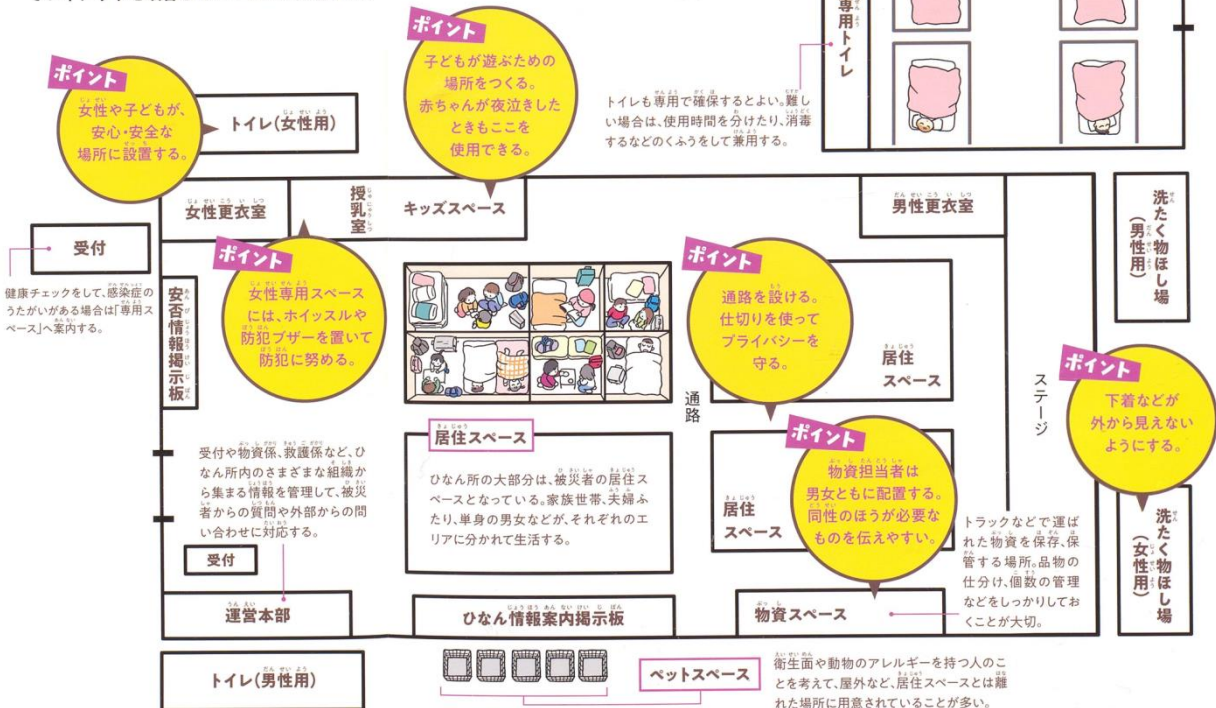 専用トイレ
ポイント
女性や子どもが、
安心・安全な
場所に設置する。
トイレ(女性用)
ポイント
子どもが遊ぶための
場所をつくる。
赤ちゃんが夜泣きした
ときもここを
使用できる。
トイレも専用で確保するとよい。難し
い場合は、使用時間を分けたり、消毒
するなどのくふうをして兼用する。
受付
健康チェックをして、感染症の
うたがいがある場合は「専用ス
ペース」へ案内する。
女性更衣室
授乳室
キッズスペース
男性更衣室
洗たく物ほし場
(男性用)
安否情報掲示板
ポイント
女性専用スペース
には、ホイッスルや
防犯ブザーを置いて
防犯に努める。
ポイント
通路を設ける。
仕切りを使って
プライバシーを
守る。
居住
スペース
通路
ステージ
ポイント
下着などが
外から見えない
ようにする。
受付や物資係、救護係など、ひ
なん所内のさまざまな組織か
ら集まる情報を管理して、被災
者からの質問や外部からの問
い合わせに対応する。
居住スペース
ひなん所の大部分は、被災者の居住ス
ペースとなっている。家族世帯、夫婦ふ
たり、単身の男女などが、それぞれのエ
リアに分かれて生活する。
ポイント
物資担当者は
男女ともに配置する。
同性のほうが必要な
ものを伝えやすい。
居住
スペース
トラックなどで運ば
れた物資を保存、保
管する場所。品物の
仕分け、個数の管理
などをしっかりしてお
くことが大切。
洗たく物ほし場
(女性用)
受付
運営本部
ひなん情報案内掲示板
物資スペース
トイレ(男性用)
ペットスペース
衛生面や動物のアレルギーを持つ人のこ
とを考えて、屋外など、居住スペースとは離
れた場所に用意されていることが多い。